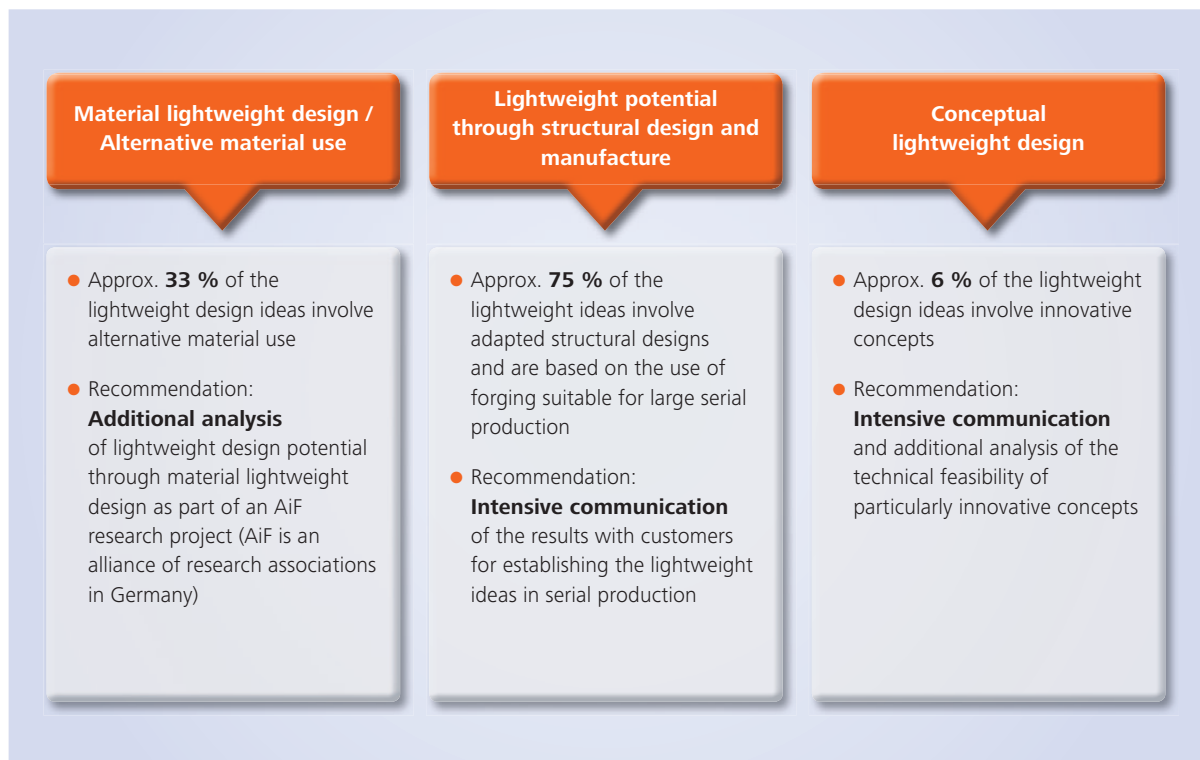 Material lightweight design /
Alternative material use
● Approx. 33 % of the
lightweight design ideas involve
alternative material use
● Recommendation:
Additional analysis
of lightweight design potential
through material lightweight
design as part of an AiF
research project (AiF is an
alliance of research associations
in Germany)
Lightweight potential
through structural design and
manufacture
● Approx. 75 % of the
lightweight ideas involve
adapted structural designs
and are based on the use of
forging suitable for large serial
production
● Recommendation:
Intensive communication
of the results with customers
for establishing the lightweight
ideas in serial production
Conceptual
lightweight design
● Approx. 6 % of the lightweight
design ideas involve innovative
concepts
● Recommendation:
Intensive communication
and additional analysis of the
technical feasibility of
particularly innovative concepts